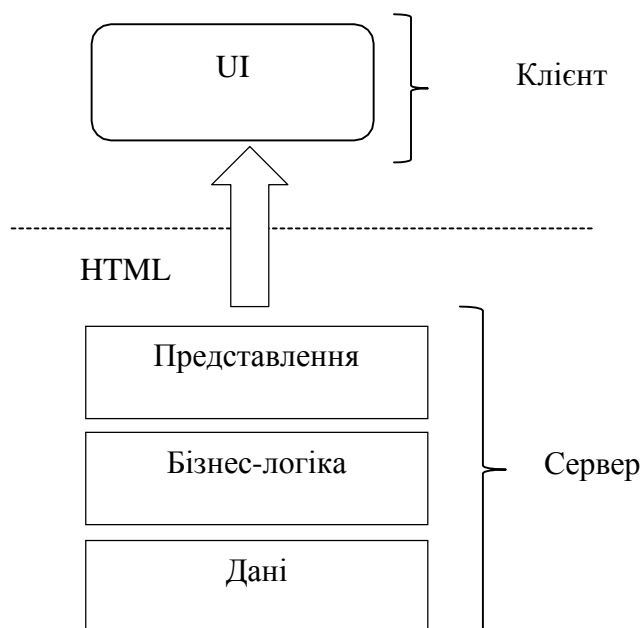 UI
Клієнт
HTML
Представлення
Бізнес-логіка
Сервер
Дані